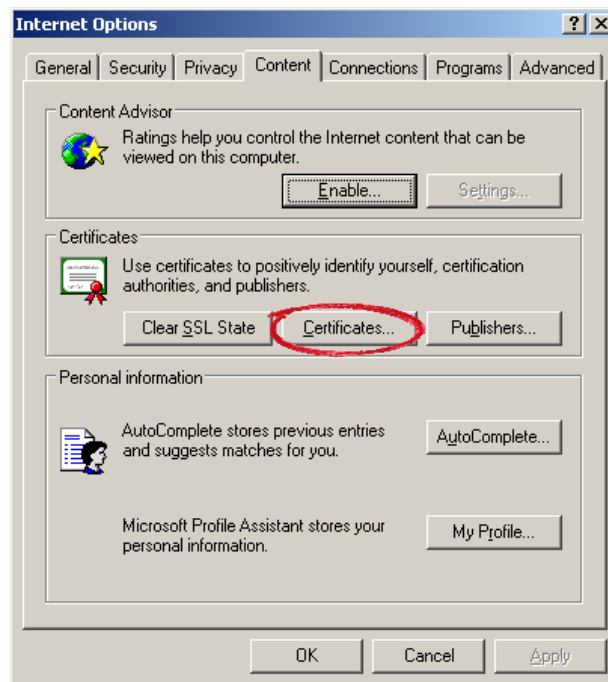 Internet Options
General Security Privacy Content Connections Programs Advanced
Content Advisor
Ratings help you control the Internet content that can be
viewed on this computer.
Enable... Settings...
Certificates
Use certificates to positively identify yourself, certification
authorities, and publishers.
Clear SSL State Certificates... Publishers...
Personal information
AutoComplete stores previous entries
and suggests matches for you.
AutoComplete...
Microsoft Profile Assistant stores your
personal information.
My Profile...
OK Cancel Apply